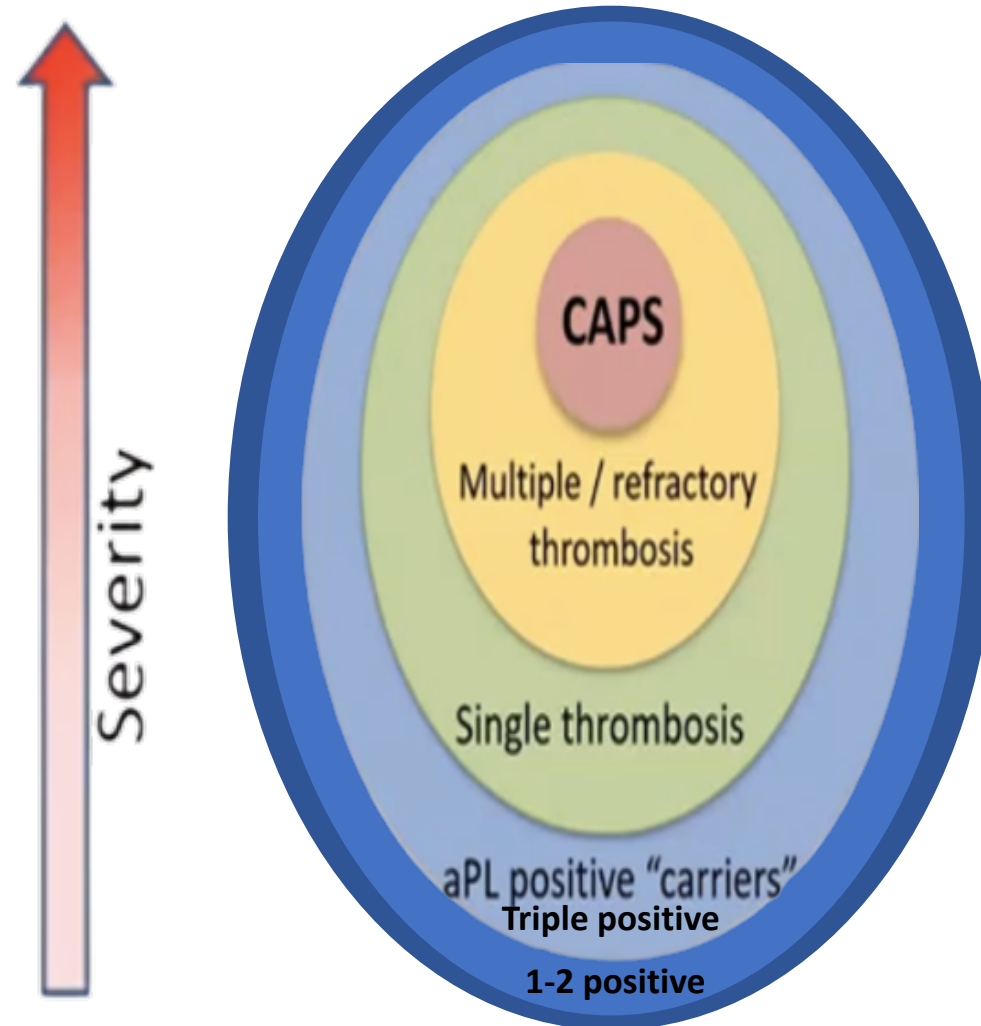 Severity
CAPS
Multiple / refractory
thrombosis
Single thrombosis
aPL positive “carriers”
Triple positive
1-2 positive